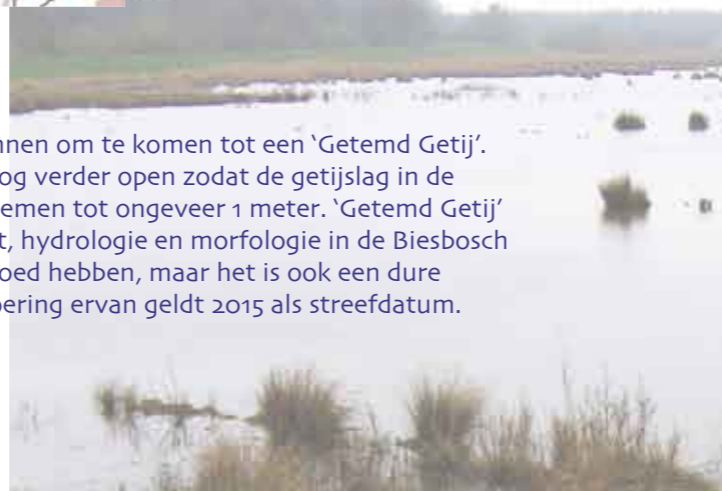 nnen om te komen tot een ‘Getemd Getij’.
og verder open zodat de getijslag in de
emen tot ongeveer 1 meter. ‘Getemd Getij’
t, hydrologie en morfologie in de Biesbosch
oed hebben, maar het is ook een dure
oering ervan geldt 2015 als streefdatum.